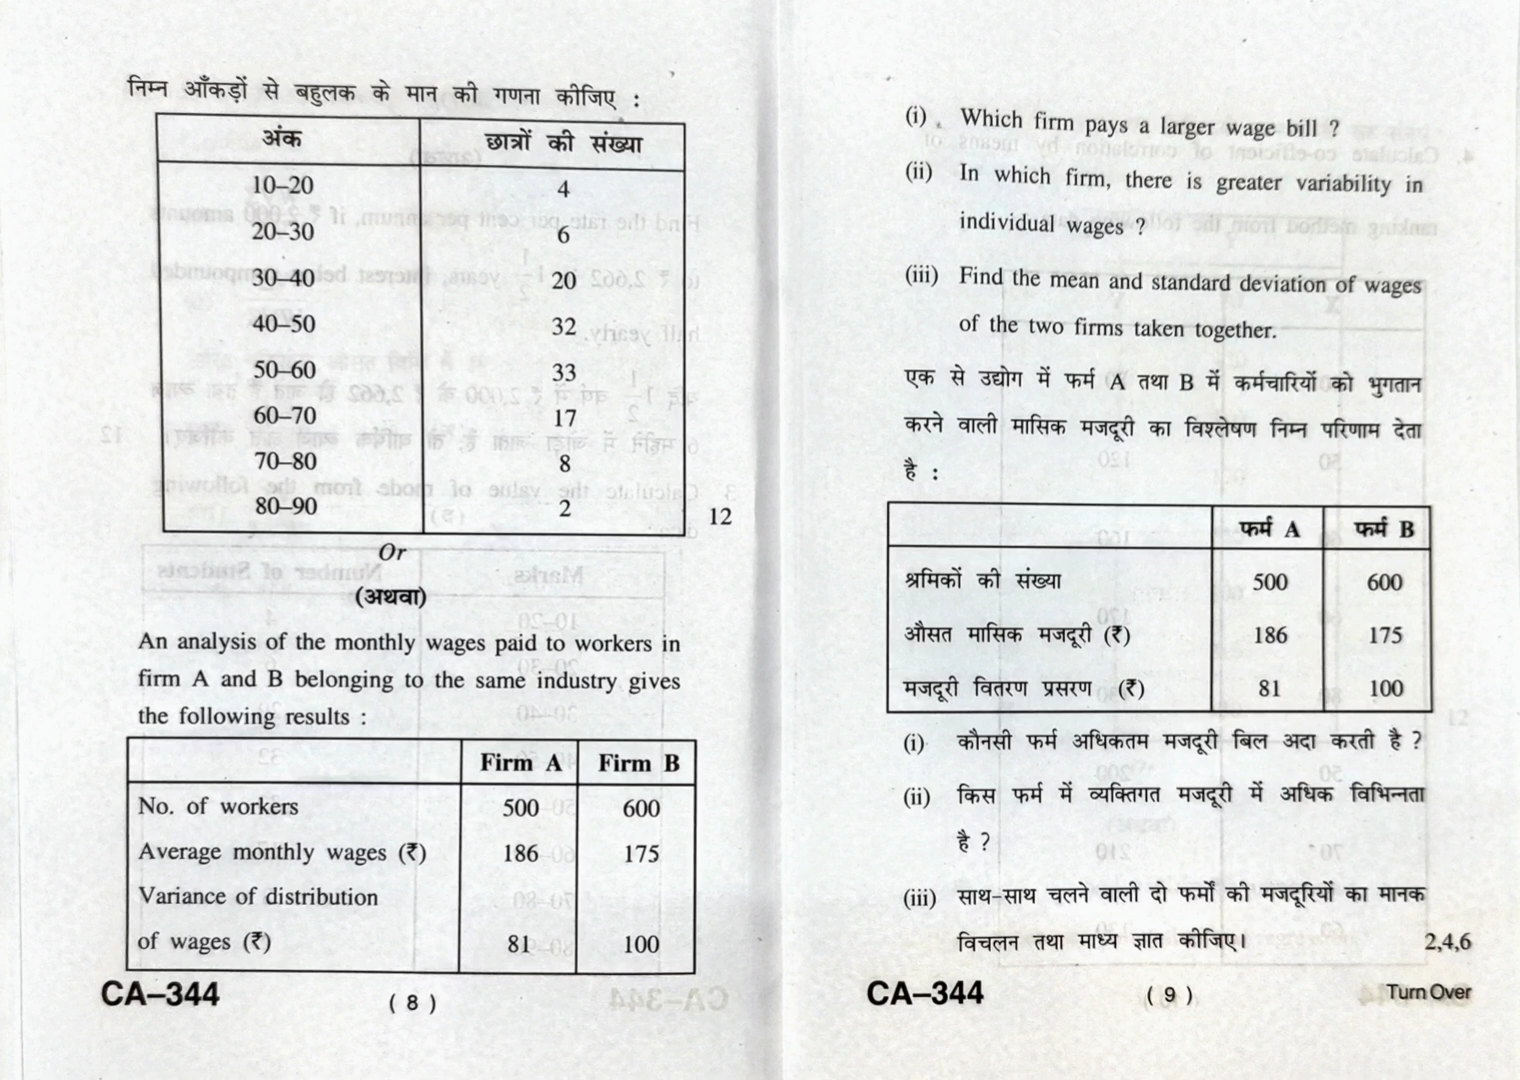 निम्न आँकड़ों से बहुलक के मान की गणना कीजिए :
अंक छात्रों की संख्या
10–20 4
20–30 6
30–40 20
40–50 32
50–60 33
60–70 17
70–80 8
80–90 2 12
Or
(अथवा)
An analysis of the monthly wages paid to workers in
firm A and B belonging to the same industry gives
the following results :
Firm A Firm B
No. of workers 500 600
Average monthly wages (₹) 186 175
Variance of distribution
of wages (₹) 81 100
CA–344 ( 8 )
(i) Which firm pays a larger wage bill ?
(ii) In which firm, there is greater variability in
individual wages ?
(iii) Find the mean and standard deviation of wages
of the two firms taken together.
एक से उद्योग में फर्म A तथा B में कर्मचारियों को भुगतान
करने वाली मासिक मजदूरी का विश्लेषण निम्न परिणाम देता
है :
फर्म A फर्म B
श्रमिकों की संख्या 500 600
औसत मासिक मजदूरी (₹) 186 175
मजदूरी वितरण प्रसरण (₹) 81 100
(i) कौनसी फर्म अधिकतम मजदूरी बिल अदा करती है ?
(ii) किस फर्म में व्यक्तिगत मजदूरी में अधिक विभिन्नता
है ?
(iii) साथ-साथ चलने वाली दो फर्मों की मजदूरियों का मानक
विचलन तथा माध्य ज्ञात कीजिए। 2,4,6
CA–344 ( 9 ) Turn Over